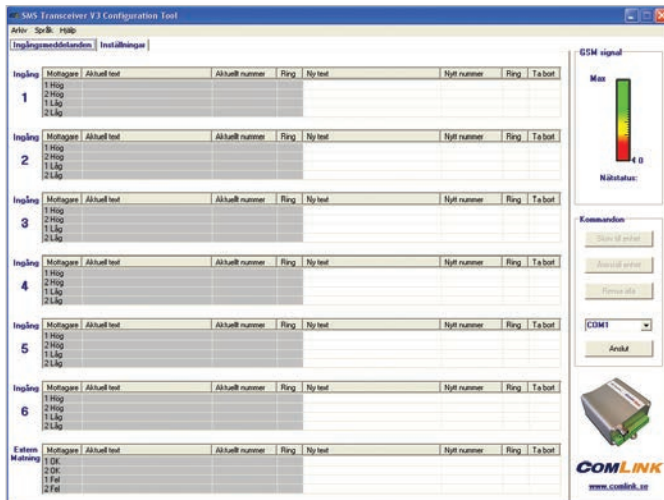 SMS Transceiver V3 Configuration Tool
Arkiv Språk Hjälp
Ingångsmeddelanden Inställningar
Ingång 1 Mottagare Aktuell text Aktuellt nummer Ring Ny text Nytt nummer Ring Ta bort
1 Hög
2 Hög
1 Låg
2 Låg
Ingång 2 Mottagare Aktuell text Aktuellt nummer Ring Ny text Nytt nummer Ring Ta bort
1 Hög
2 Hög
1 Låg
2 Låg
Ingång 3 Mottagare Aktuell text Aktuellt nummer Ring Ny text Nytt nummer Ring Ta bort
1 Hög
2 Hög
1 Låg
2 Låg
Ingång 4 Mottagare Aktuell text Aktuellt nummer Ring Ny text Nytt nummer Ring Ta bort
1 Hög
2 Hög
1 Låg
2 Låg
Ingång 5 Mottagare Aktuell text Aktuellt nummer Ring Ny text Nytt nummer Ring Ta bort
1 Hög
2 Hög
1 Låg
2 Låg
Ingång 6 Mottagare Aktuell text Aktuellt nummer Ring Ny text Nytt nummer Ring Ta bort
1 Hög
2 Hög
1 Låg
2 Låg
Extern Matning Mottagare Aktuell text Aktuellt nummer Ring Ny text Nytt nummer Ring Ta bort
1 OK
2 OK
1 Fel
2 Fel
GSM signal
Max
0
Nätstatus:
Kommandon
Skriv till enhet
Återställ enhet
Rensa alla
COM1
Anslut
COMLINK
www.comlink.se